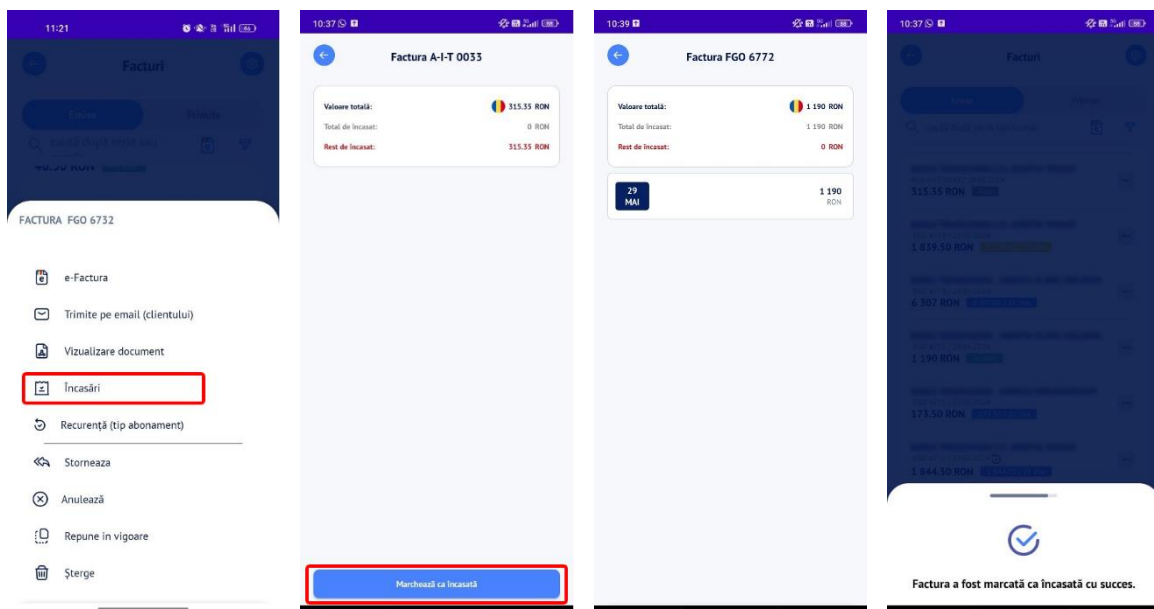 11:21
Facturi
Emise
Primite
40.50 RON
FACTURA FGO 6732
e-Factura
Trimite pe email (clientului)
Vizualizare document
Încasări
Recurență (tip abonament)
Storneaza
Anulează
Repune in vigoare
Șterge
10:37
Factura A-I-T 0033
Valoare totală: 315.35 RON
Total de încasat: 0 RON
Rest de încasat: 315.35 RON
Marchează ca încasată
10:39
Factura FGO 6772
Valoare totală: 1 190 RON
Total de încasat: 1 190 RON
Rest de încasat: 0 RON
29 1 190
MAI RON
10:37
Facturi
Emise
315.35 RON
1 839.50 RON
6 307 RON
1 190 RON
173.50 RON
1 844.50 RON
Factura a fost marcată ca încasată cu succes.